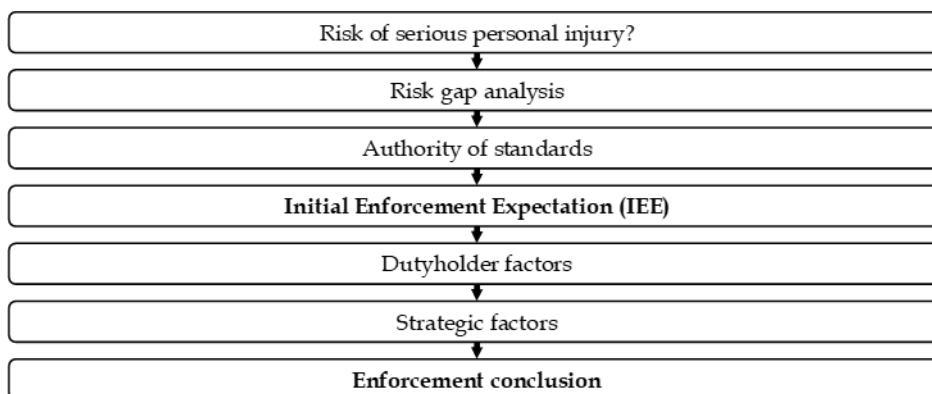 Risk of serious personal injury?
Risk gap analysis
Authority of standards
Initial Enforcement Expectation (IEE)
Dutyholder factors
Strategic factors
Enforcement conclusion